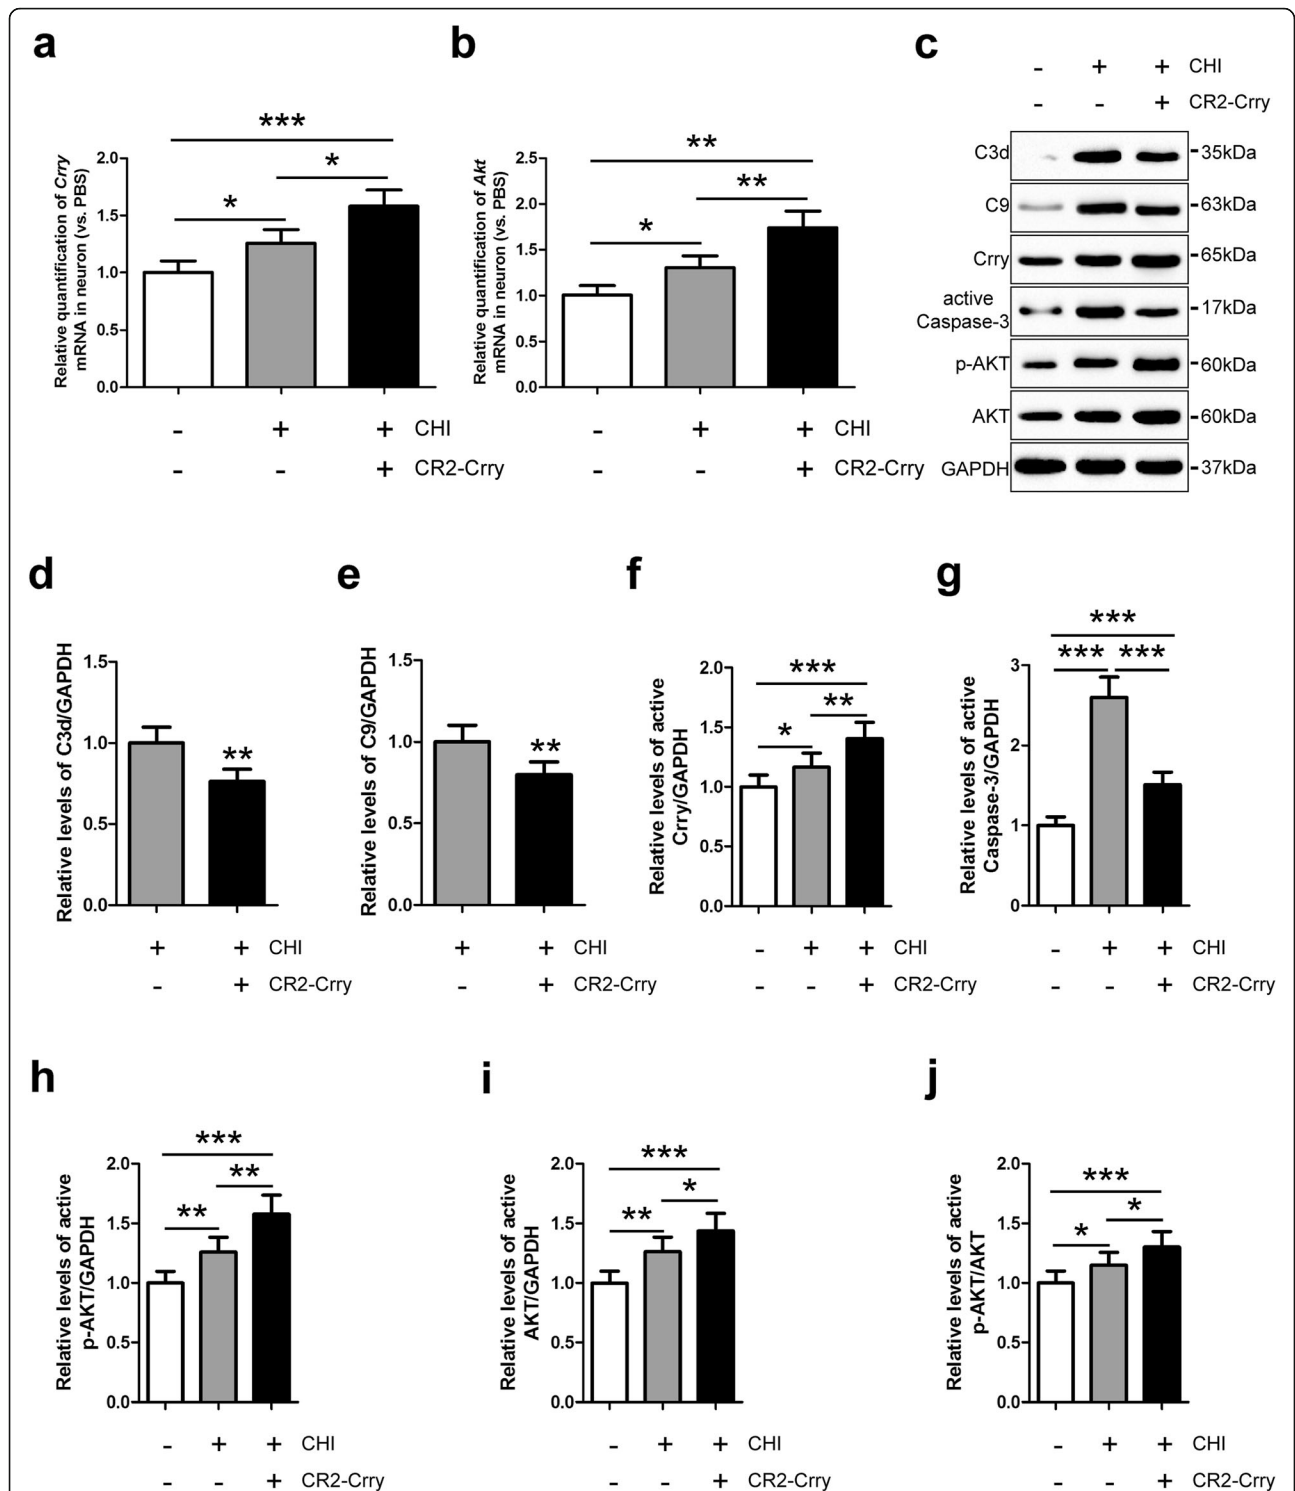 a
***
*
*
Relative quantification of Crry
mRNA in neuron (vs. PBS)
2.0
1.5
1.0
0.5
0.0
- + + CHI
- - + CR2-Crry
b
**
**
*
Relative quantification of Akt
mRNA in neuron (vs. PBS)
2.5
2.0
1.5
1.0
0.5
0.0
- + + CHI
- - + CR2-Crry
c
- + + CHI
- - + CR2-Crry
C3d -35kDa
C9 -63kDa
Crry -65kDa
active
Caspase-3 -17kDa
p-AKT -60kDa
AKT -60kDa
GAPDH -37kDa
d
Relative levels of C3d/GAPDH
1.5
1.0
0.5
0.0
**
+ + CHI
- + CR2-Crry
e
Relative levels of C9/GAPDH
1.5
1.0
0.5
0.0
**
+ + CHI
- + CR2-Crry
f
***
**
*
Relative levels of active
Crry/GAPDH
2.0
1.5
1.0
0.5
0.0
- + + CHI
- - + CR2-Crry
g
***
*** ***
Relative levels of active
Caspase-3/GAPDH
3
2
1
0
- + + CHI
- - + CR2-Crry
h
***
**
**
Relative levels of active
p-AKT/GAPDH
2.0
1.5
1.0
0.5
0.0
- + + CHI
- - + CR2-Crry
i
***
*
**
Relative levels of active
AKT/GAPDH
2.0
1.5
1.0
0.5
0.0
- + + CHI
- - + CR2-Crry
j
***
*
*
Relative levels of active
p-AKT/AKT
2.0
1.5
1.0
0.5
0.0
- + + CHI
- - + CR2-Crry